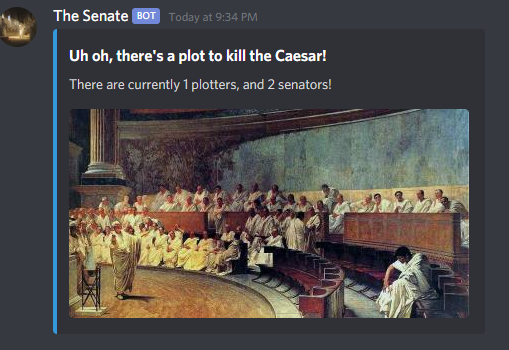 The Senate BOT Today at 9:34 PM
Uh oh, there's a plot to kill the Caesar!
There are currently 1 plotters, and 2 senators!